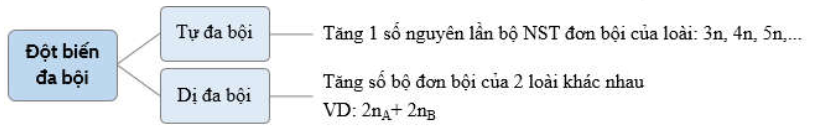 Đột biến
đa bội
Tự đa bội
Tăng 1 số nguyên lần bộ NST đơn bội của loài: 3n, 4n, 5n,...
Dị đa bội
Tăng số bộ đơn bội của 2 loài khác nhau
VD: 2nA+ 2nB